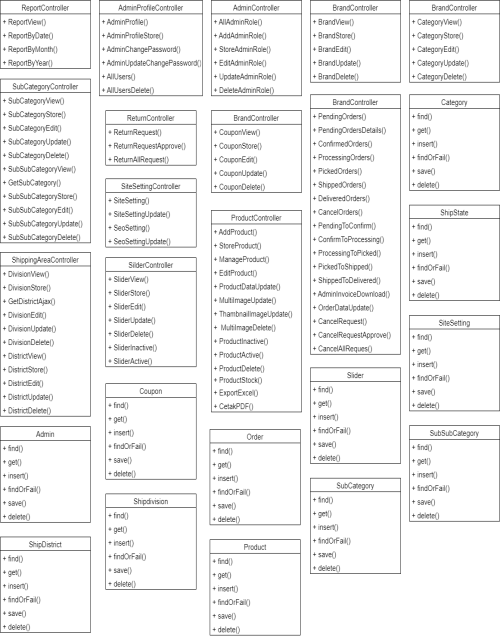 ReportController
+ ReportView()
+ ReportByDate()
+ ReportByMonth()
+ ReportByYear()
SubCategoryController
+ SubCategoryView()
+ SubCategoryStore()
+ SubCategoryEdit()
+ SubCategoryUpdate()
+ SubCategoryDelete()
+ SubSubCategoryView()
+ GetSubCategory()
+ SubSubCategoryStore()
+ SubSubCategoryEdit()
+ SubSubCategoryUpdate()
+ SubSubCategoryDelete()
ShippingAreaController
+ DivisionView()
+ DivisionStore()
+ GetDistrictAjax()
+ DivisionEdit()
+ DivisionUpdate()
+ DivisionDelete()
+ DistrictView()
+ DistrictStore()
+ DistrictEdit()
+ DistrictUpdate()
+ DistrictDelete()
Admin
+ find()
+ get()
+ insert()
+ findOrFail()
+ save()
+ delete()
ShipDistrict
+ find()
+ get()
+ insert()
+ findOrFail()
+ save()
+ delete()
AdminProfileController
+ AdminProfile()
+ AdminProfileStore()
+ AdminChangePassword()
+ AdminUpdateChangePassword()
+ AllUsers()
+ AllUsersDelete()
ReturnController
+ ReturnRequest()
+ ReturnRequestApprove()
+ ReturnAllRequest()
SiteSettingController
+ SiteSetting()
+ SiteSettingUpdate()
+ SeoSetting()
+ SeoSettingUpdate()
SilderController
+ SliderView()
+ SliderStore()
+ SliderEdit()
+ SliderUpdate()
+ SliderDelete()
+ SliderInactive()
+ SliderActive()
Coupon
+ find()
+ get()
+ insert()
+ findOrFail()
+ save()
+ delete()
Shipdivision
+ find()
+ get()
+ insert()
+ findOrFail()
+ save()
+ delete()
AdminController
+ AllAdminRole()
+ AddAdminRole()
+ StoreAdminRole()
+ EditAdminRole()
+ UpdateAdminRole()
+ DeleteAdminRole()
BrandController
+ CouponView()
+ CouponStore()
+ CouponEdit()
+ CouponUpdate()
+ CouponDelete()
ProductController
+ AddProduct()
+ StoreProduct()
+ ManageProduct()
+ EditProduct()
+ ProductDataUpdate()
+ MultiImageUpdate()
+ ThambnailImageUpdate()
+ MultiImageDelete()
+ ProductInactive()
+ ProductActive()
+ ProductDelete()
+ ProductStock()
+ ExportExcel()
+ CetakPDF()
Order
+ find()
+ get()
+ insert()
+ findOrFail()
+ save()
+ delete()
Product
+ find()
+ get()
+ insert()
+ findOrFail()
+ save()
+ delete()
BrandController
+ BrandView()
+ BrandStore()
+ BrandEdit()
+ BrandUpdate()
+ BrandDelete()
BrandController
+ PendingOrders()
+ PendingOrdersDetails()
+ ConfirmedOrders()
+ ProcessingOrders()
+ PickedOrders()
+ ShippedOrders()
+ DeliveredOrders()
+ CancelOrders()
+ PendingToConfirm()
+ ConfirmToProcessing()
+ ProcessingToPicked()
+ PickedToShipped()
+ ShippedToDelivered()
+ AdminInvoiceDownload()
+ OrderDataUpdate()
+ CancelRequest()
+ CancelRequestApprove()
+ CancelAllReques()
Slider
+ find()
+ get()
+ insert()
+ findOrFail()
+ save()
+ delete()
SubCategory
+ find()
+ get()
+ insert()
+ findOrFail()
+ save()
+ delete()
BrandController
+ CategoryView()
+ CategoryStore()
+ CategoryEdit()
+ CategoryUpdate()
+ CategoryDelete()
Category
+ find()
+ get()
+ insert()
+ findOrFail()
+ save()
+ delete()
ShipState
+ find()
+ get()
+ insert()
+ findOrFail()
+ save()
+ delete()
SiteSetting
+ find()
+ get()
+ insert()
+ findOrFail()
+ save()
+ delete()
SubSubCategory
+ find()
+ get()
+ insert()
+ findOrFail()
+ save()
+ delete()